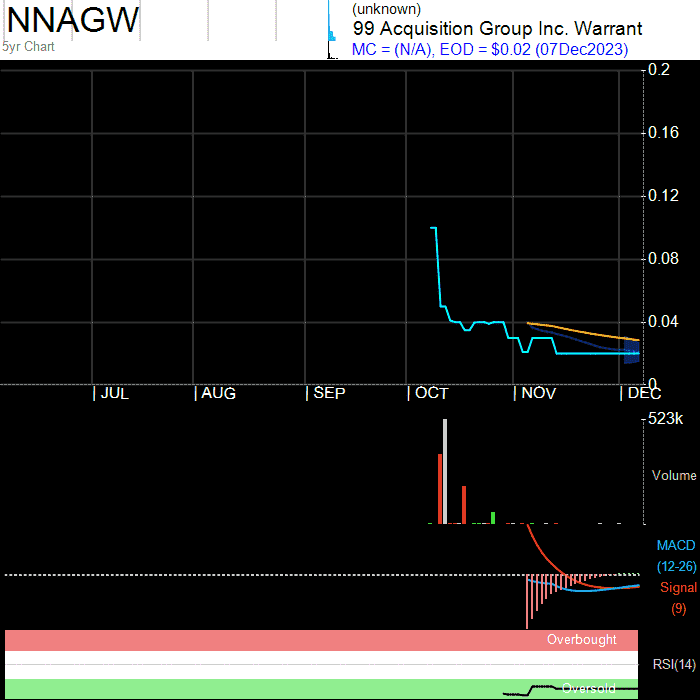 NNAGW
(unknown)
99 Acquisition Group Inc. Warrant
5yr Chart
MC = (N/A), EOD = $0.02 (07Dec2023)
0.2
0.16
0.12
0.08
0.04
0
JUL AUG SEP OCT NOV DEC
523k
Volume
MACD
(12-26)
Signal
(9)
Overbought
RSI(14)
Oversold